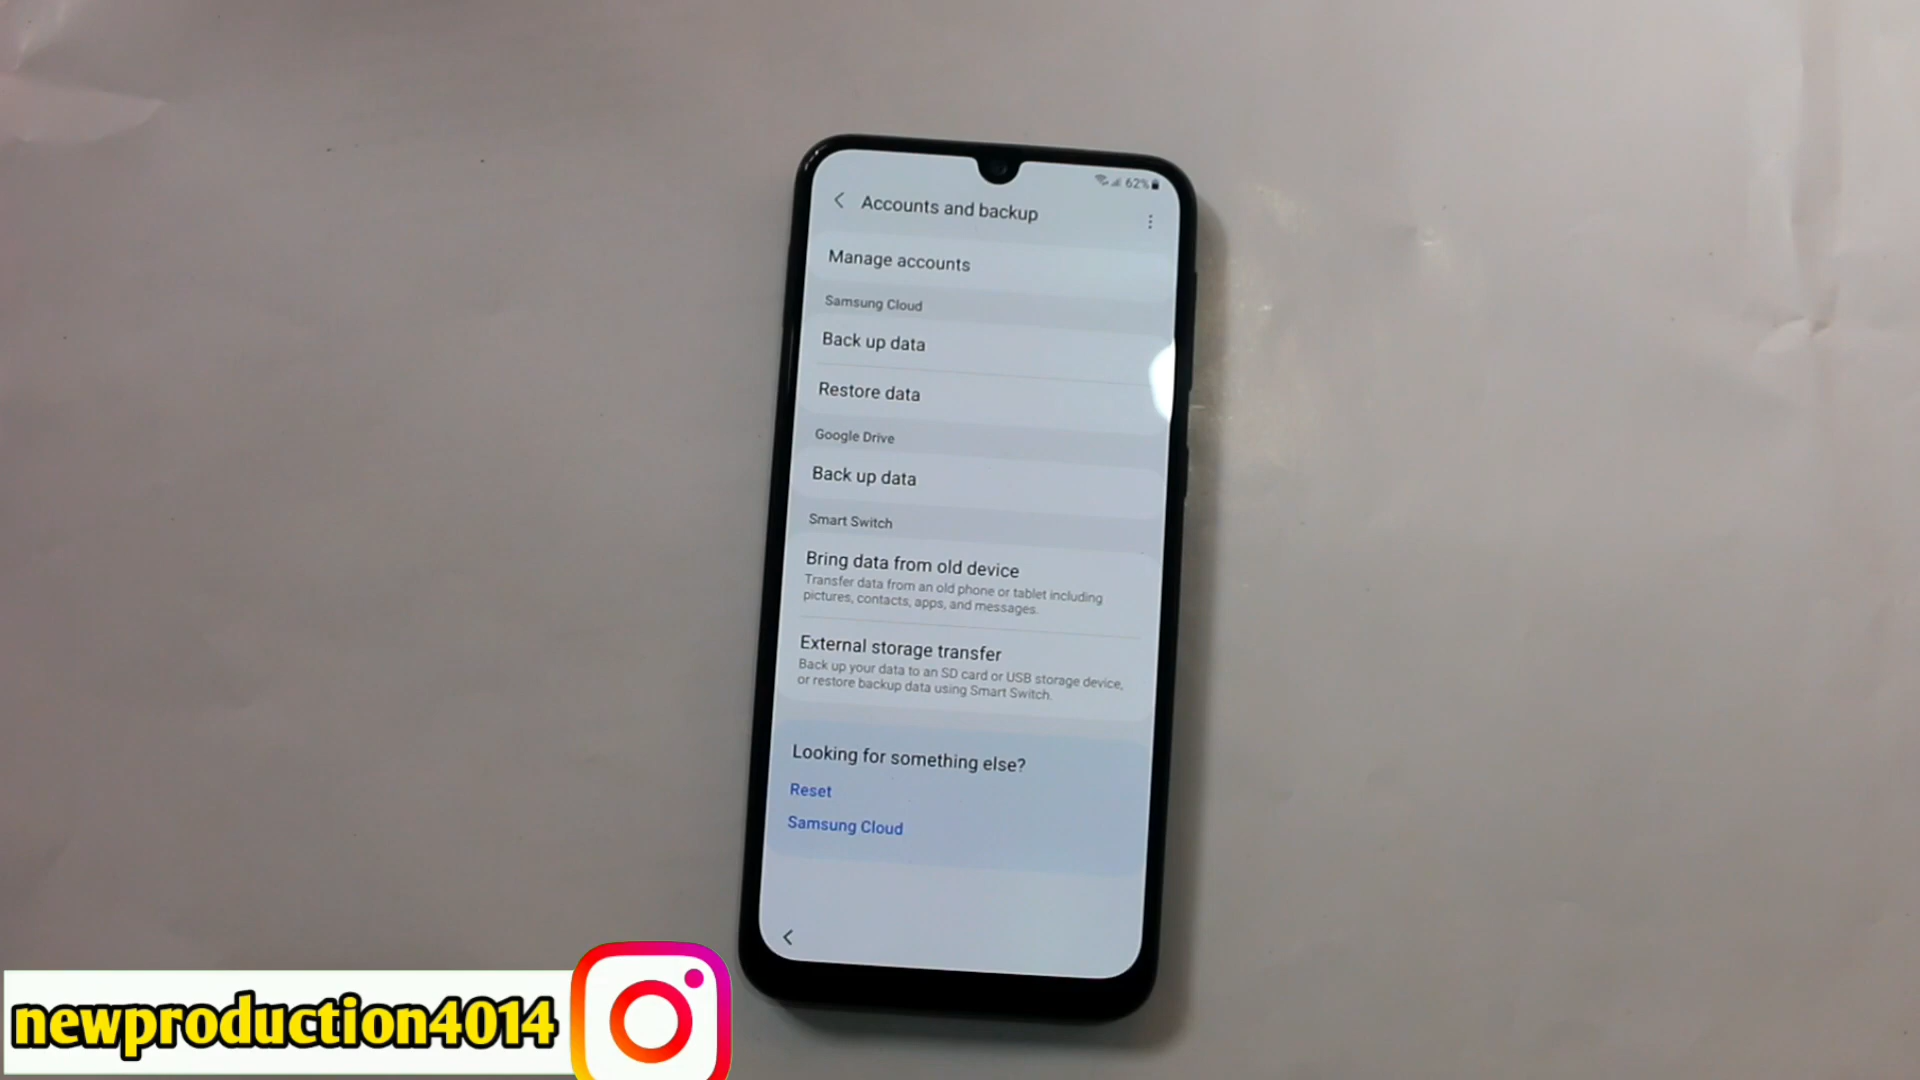 62%
Accounts and backup
Manage accounts
Samsung Cloud
Back up data
Restore data
Google Drive
Back up data
Smart Switch
Bring data from old device
Transfer data from an old phone or tablet including
pictures, contacts, apps, and messages.
External storage transfer
Back up your data to an SD card or USB storage device,
or restore backup data using Smart Switch.
Looking for something else?
Reset
Samsung Cloud
newproduction4014